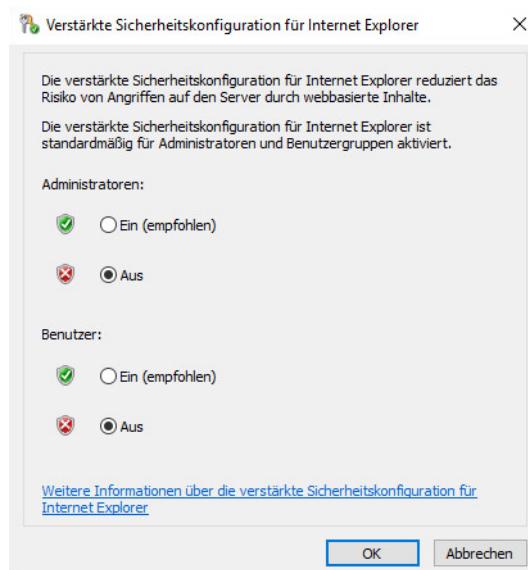 Verstärkte Sicherheitskonfiguration für Internet Explorer
Die verstärkte Sicherheitskonfiguration für Internet Explorer reduziert das
Risiko von Angriffen auf den Server durch webbasierte Inhalte.
Die verstärkte Sicherheitskonfiguration für Internet Explorer ist
standardmäßig für Administratoren und Benutzergruppen aktiviert.
Administratoren:
Ein (empfohlen)
Aus
Benutzer:
Ein (empfohlen)
Aus
Weitere Informationen über die verstärkte Sicherheitskonfiguration für
Internet Explorer
OK Abbrechen